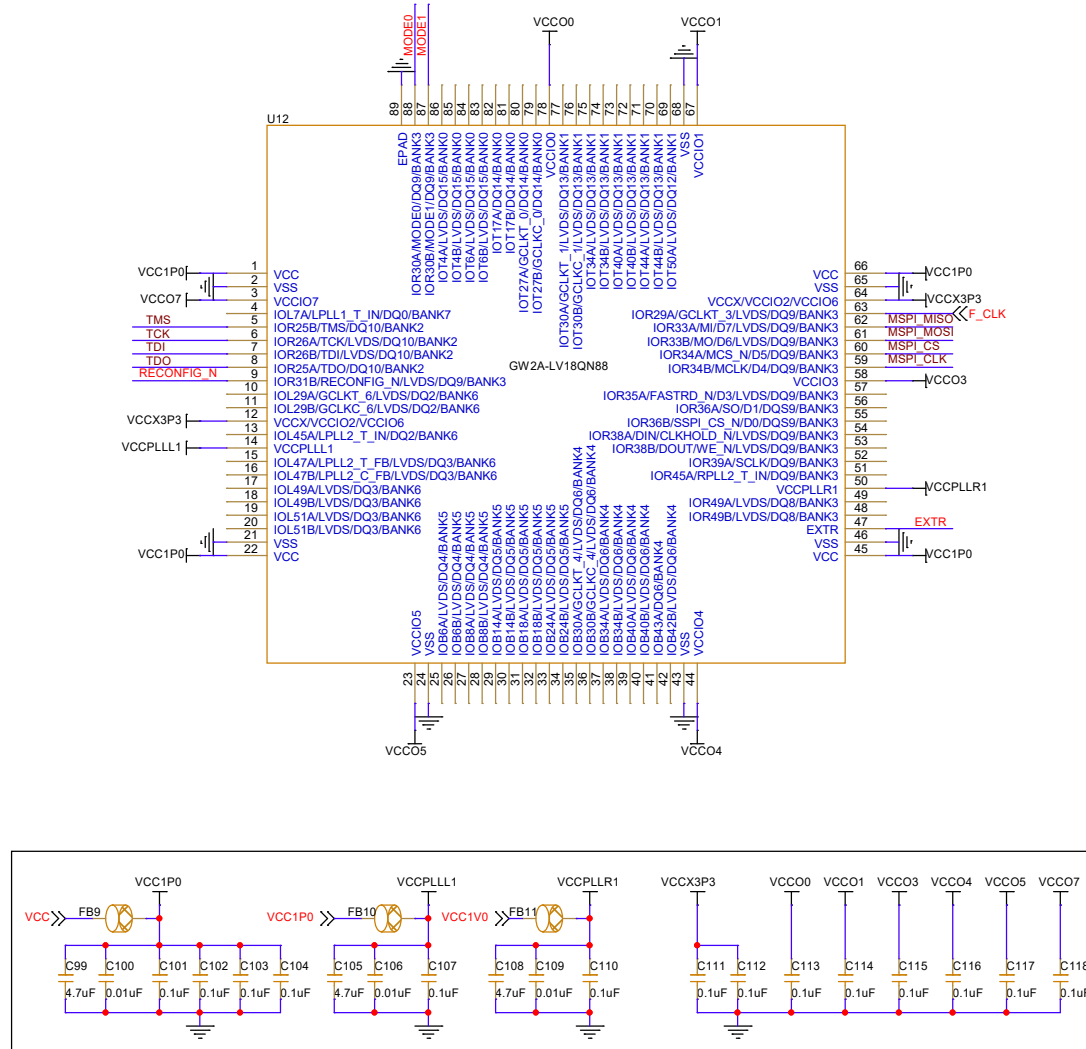 MODE0
MODE1
VCCO0
VCCO1
89
88
87
86
85
84
83
82
81
80
79
78
77
76
75
74
73
72
71
70
69
68
67
U12
EPAD
IOR30A/MODE0/DQ9/BANK3
IOR30B/MODE1/DQ9/BANK3
IOT4A/LVDS/DQ15/BANK0
IOT4B/LVDS/DQ15/BANK0
IOT6A/LVDS/DQ15/BANK0
IOT6B/LVDS/DQ15/BANK0
IOT17A/DQ14/BANK0
IOT17B/DQ14/BANK0
IOT27A/GCLKT_0/DQ14/BANK0
IOT27B/GCLKC_0/DQ14/BANK0
VCCIO0
IOT30A/GCLKT_1/LVDS/DQ13/BANK1
IOT30B/GCLKC_1/LVDS/DQ13/BANK1
IOT34A/LVDS/DQ13/BANK1
IOT34B/LVDS/DQ13/BANK1
IOT40A/LVDS/DQ13/BANK1
IOT40B/LVDS/DQ13/BANK1
IOT44A/LVDS/DQ13/BANK1
IOT44B/LVDS/DQ13/BANK1
IOT50A/LVDS/DQ12/BANK1
VSS
VCCIO1
VCC1P0 1 VCC
2 VSS
VCCO7 3 VCCIO7
4 IOL7A/LPLL1_T_IN/DQ0/BANK7
TMS 5 IOR25B/TMS/DQ10/BANK2
TCK 6 IOR26A/TCK/LVDS/DQ10/BANK2
TDI 7 IOR26B/TDI/LVDS/DQ10/BANK2
TDO 8 IOR25A/TDO/DQ10/BANK2
RECONFIG_N 9 IOR31B/RECONFIG_N/LVDS/DQ9/BANK3
10 IOL29A/GCLKT_6/LVDS/DQ2/BANK6
11 IOL29B/GCLKC_6/LVDS/DQ2/BANK6
VCCX3P3 12 VCCX/VCCIO2/VCCIO6
13 IOL45A/LPLL2_T_IN/DQ2/BANK6
VCCPLLL1 14 VCCPLLL1
15 IOL47A/LPLL2_T_FB/LVDS/DQ3/BANK6
16 IOL47B/LPLL2_C_FB/LVDS/DQ3/BANK6
17 IOL49A/LVDS/DQ3/BANK6
18 IOL49B/LVDS/DQ3/BANK6
19 IOL51A/LVDS/DQ3/BANK6
20 IOL51B/LVDS/DQ3/BANK6
21 VSS
VCC1P0 22 VCC
GW2A-LV18QN88
VCC 66 VCC1P0
VSS 65
VCCX/VCCIO2/VCCIO6 64 VCCX3P3
IOR29A/GCLKT_3/LVDS/DQ9/BANK3 63 F_CLK
IOR33A/MI/D7/LVDS/DQ9/BANK3 62 MSPI_MISO
IOR33B/MO/D6/LVDS/DQ9/BANK3 61 MSPI_MOSI
IOR34A/MCS_N/D5/DQ9/BANK3 60 MSPI_CS
IOR34B/MCLK/D4/DQ9/BANK3 59 MSPI_CLK
VCCIO3 58 VCCO3
IOR35A/FASTRD_N/D3/LVDS/DQ9/BANK3 57
IOR36A/SO/D1/DQS9/BANK3 56
IOR36B/SSPI_CS_N/D0/DQS9/BANK3 55
IOR38A/DIN/CLKHOLD_N/LVDS/DQ9/BANK3 54
IOR38B/DOUT/WE_N/LVDS/DQ9/BANK3 53
IOR39A/SCLK/DQ9/BANK3 52
IOR45A/RPLL2_T_IN/DQ9/BANK3 51
VCCPLLR1 50 VCCPLLR1
IOR49A/LVDS/DQ8/BANK3 49
IOR49B/LVDS/DQ8/BANK3 48
EXTR 47 EXTR
VSS 46
VCC 45 VCC1P0
VCCIO5
VSS
IOB6A/LVDS/DQ4/BANK5
IOB6B/LVDS/DQ4/BANK5
IOB8A/LVDS/DQ4/BANK5
IOB8B/LVDS/DQ4/BANK5
IOB14A/LVDS/DQ5/BANK5
IOB14B/LVDS/DQ5/BANK5
IOB18A/LVDS/DQ5/BANK5
IOB18B/LVDS/DQ5/BANK5
IOB24A/LVDS/DQ5/BANK5
IOB24B/LVDS/DQ5/BANK5
IOB30A/GCLKT_4/LVDS/DQ6/BANK4
IOB30B/GCLKC_4/LVDS/DQ6/BANK4
IOB34A/LVDS/DQ6/BANK4
IOB34B/LVDS/DQ6/BANK4
IOB40A/LVDS/DQ6/BANK4
IOB40B/LVDS/DQ6/BANK4
IOB43A/DQ6/BANK4
IOB42B/LVDS/DQ6/BANK4
VSS
VCCIO4
23
24
25
26
27
28
29
30
31
32
33
34
35
36
37
38
39
40
41
42
43
44
VCCO5
VCCO4
VCC1P0 VCCPLLL1 VCCPLLR1 VCCX3P3 VCCO0 VCCO1 VCCO3 VCCO4 VCCO5 VCCO7
VCC FB9 VCC1P0 FB10 VCC1V0 FB11
C99 C100 C101 C102 C103 C104 C105 C106 C107 C108 C109 C110 C111 C112 C113 C114 C115 C116 C117 C118
4.7uF 0.01uF 0.1uF 0.1uF 0.1uF 0.1uF 4.7uF 0.01uF 0.1uF 4.7uF 0.01uF 0.1uF 0.1uF 0.1uF 0.1uF 0.1uF 0.1uF 0.1uF 0.1uF 0.1uF